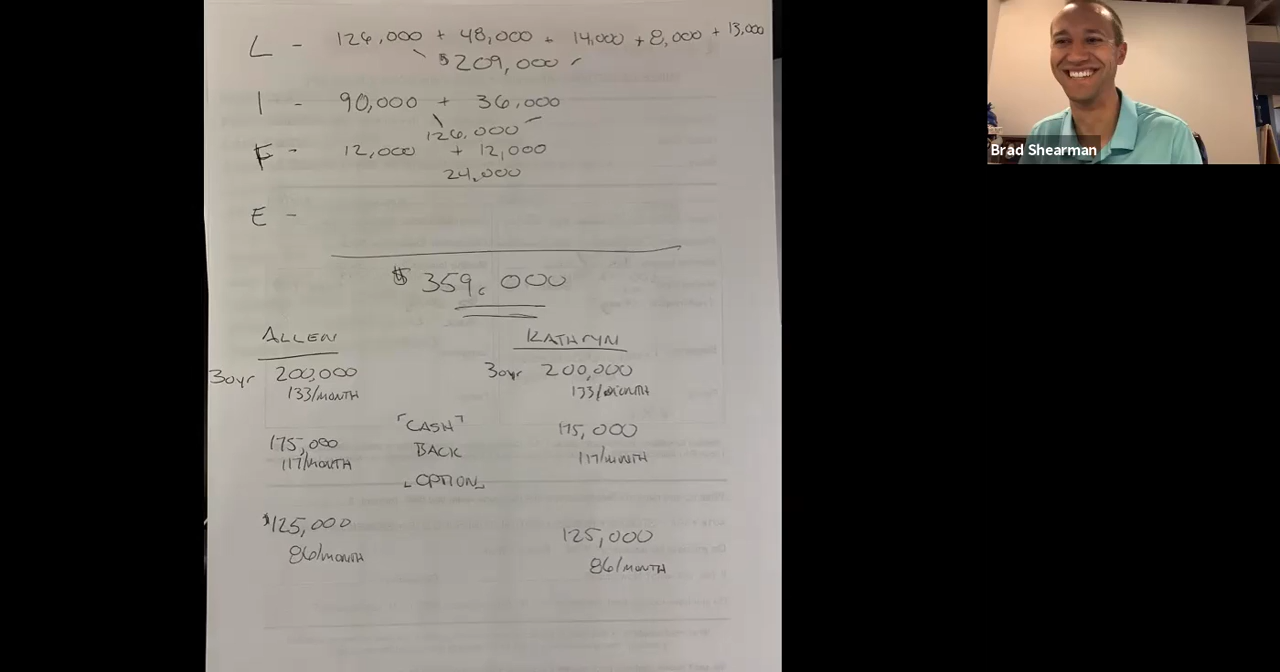 L - 126,000 + 48,000 + 14,000 + 8,000 + 13,000
$209,000
I - 90,000 + 36,000
126,000
F - 12,000 + 12,000
24,000
E -
$359,000
ALLEN
30yr 200,000
133/MONTH
175,000
117/MONTH
$125,000
86/MONTH
"CASH"
BACK
OPTION
KATHRYN
30yr 200,000
133/MONTH
175,000
117/MONTH
125,000
86/MONTH
Brad Shearman